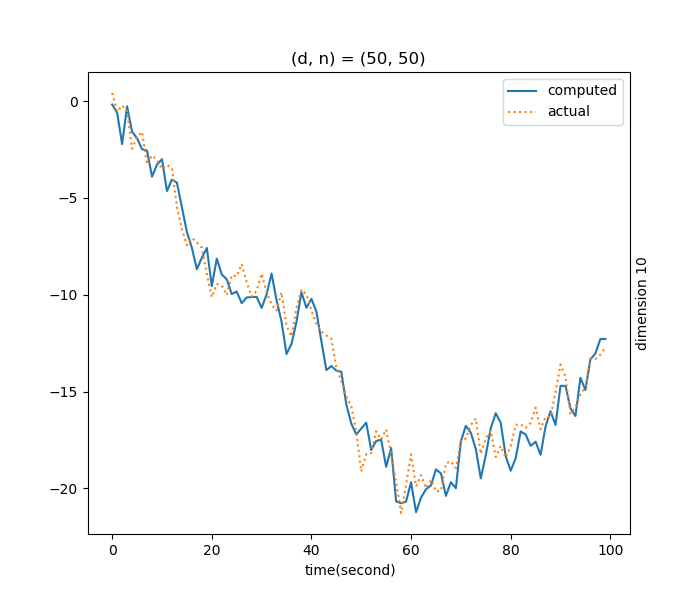 (d, n) = (50, 50)
computed
actual
0
−5
−10
−15
−20
dimension 10
0
20
40
60
80
100
time(second)